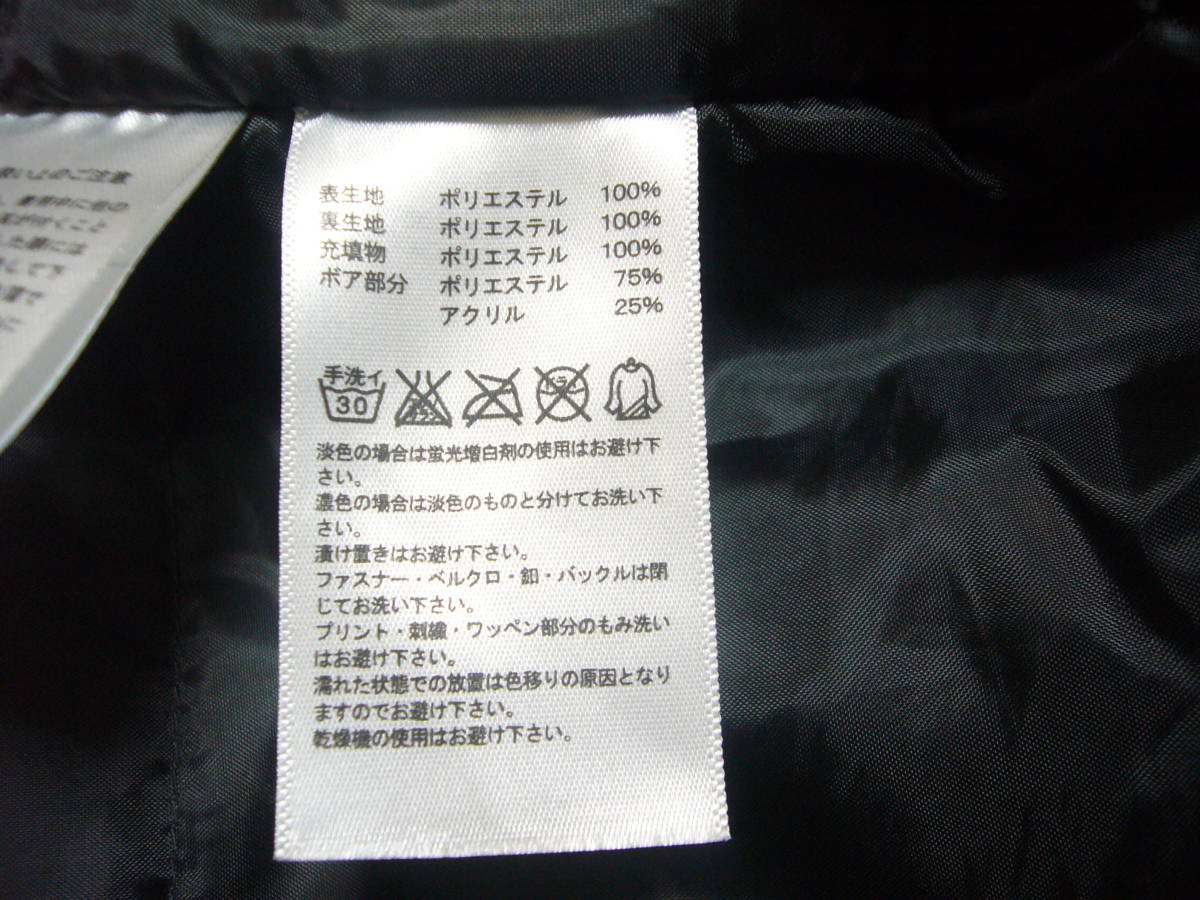 表生地 ポリエステル 100%
裏生地 ポリエステル 100%
充填物 ポリエステル 100%
ボア部分 ポリエステル 75%
アクリル 25%
手洗イ
30
淡色の場合は蛍光増白剤の使用はお避け下
さい。
濃色の場合は淡色のものと分けてお洗い下
さい。
漬け置きはお避け下さい。
ファスナー・ベルクロ・釦・バックルは閉
じてお洗い下さい。
プリント・刺繍・ワッペン部分のもみ洗い
はお避け下さい。
濡れた状態での放置は色移りの原因となり
ますのでお避け下さい。
乾燥機の使用はお避け下さい。